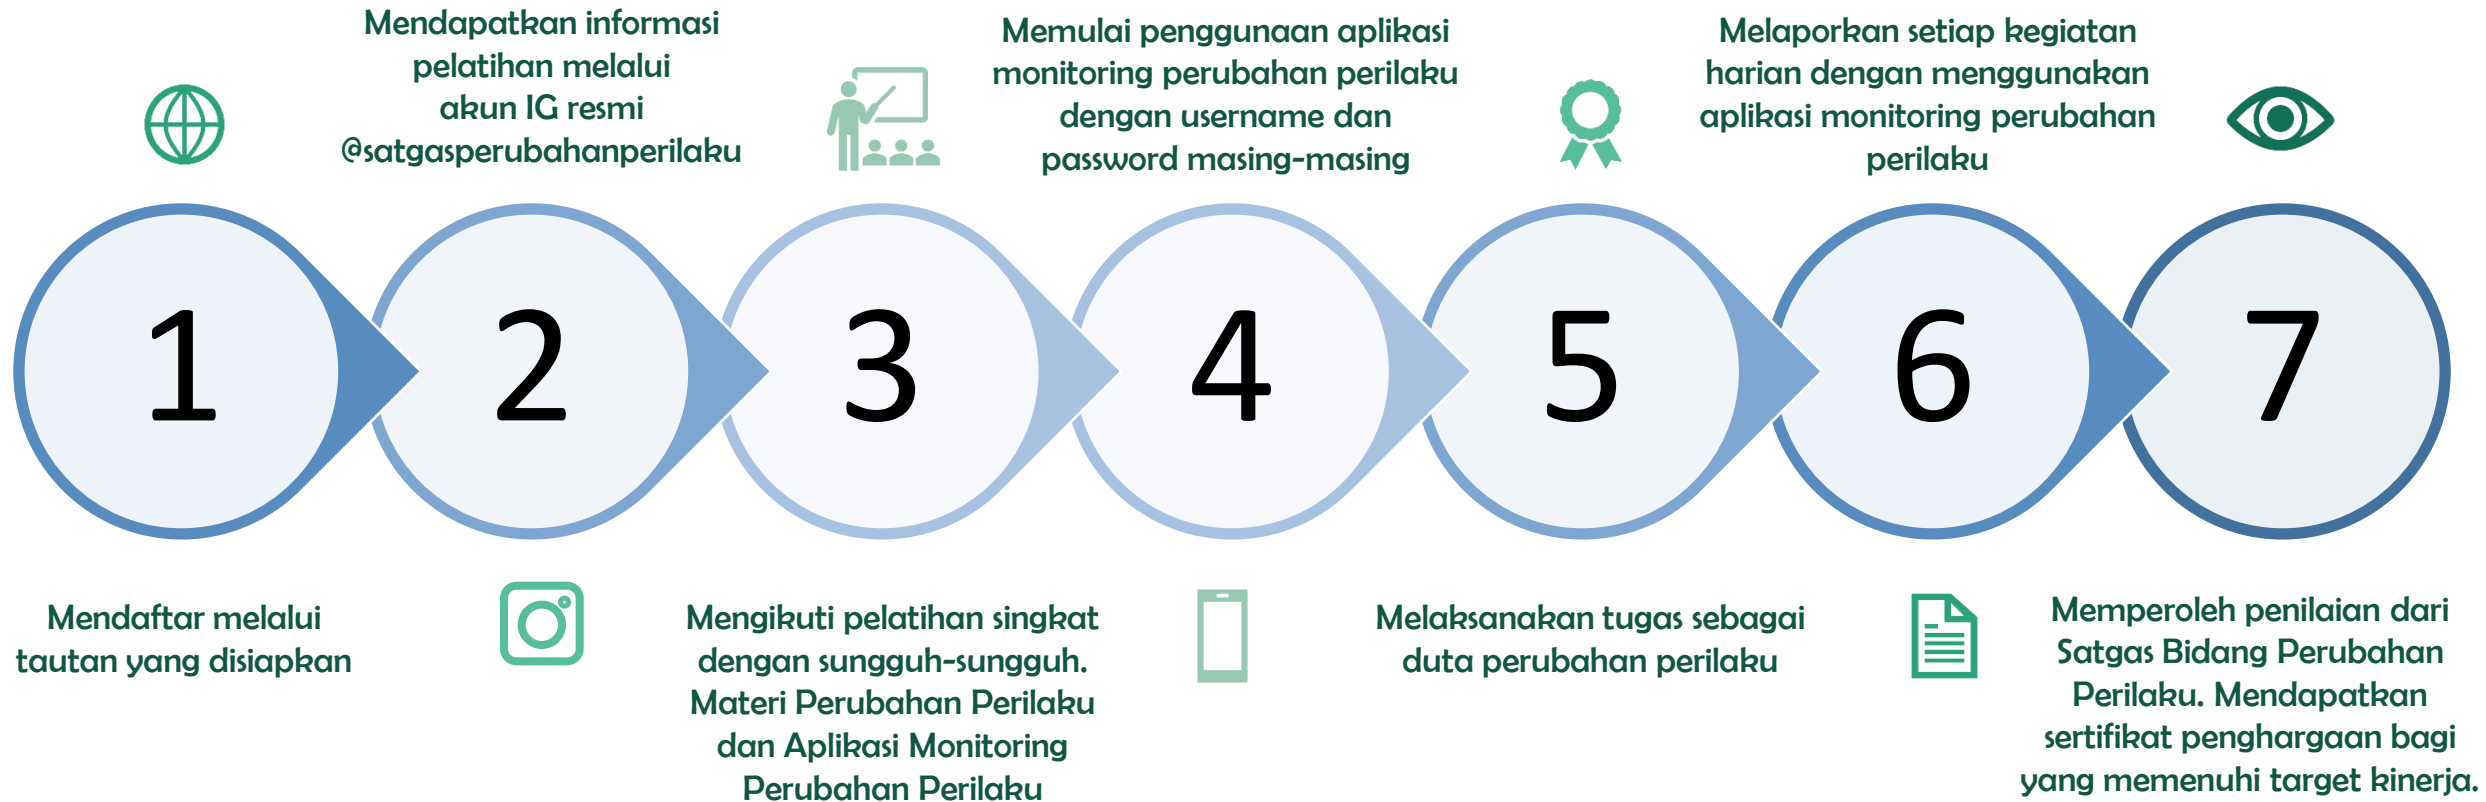 1
Mendaftar melalui
tautan yang disiapkan
2
Mendapatkan informasi
pelatihan melalui
akun IG resmi
@satgasperubahanperilaku
3
Mengikuti pelatihan singkat
dengan sungguh-sungguh.
Materi Perubahan Perilaku
dan Aplikasi Monitoring
Perubahan Perilaku
4
Memulai penggunaan aplikasi
monitoring perubahan perilaku
dengan username dan
password masing-masing
5
Melaksanakan tugas sebagai
duta perubahan perilaku
6
Melaporkan setiap kegiatan
harian dengan menggunakan
aplikasi monitoring perubahan
perilaku
7
Memperoleh penilaian dari
Satgas Bidang Perubahan
Perilaku. Mendapatkan
sertifikat penghargaan bagi
yang memenuhi target kinerja.